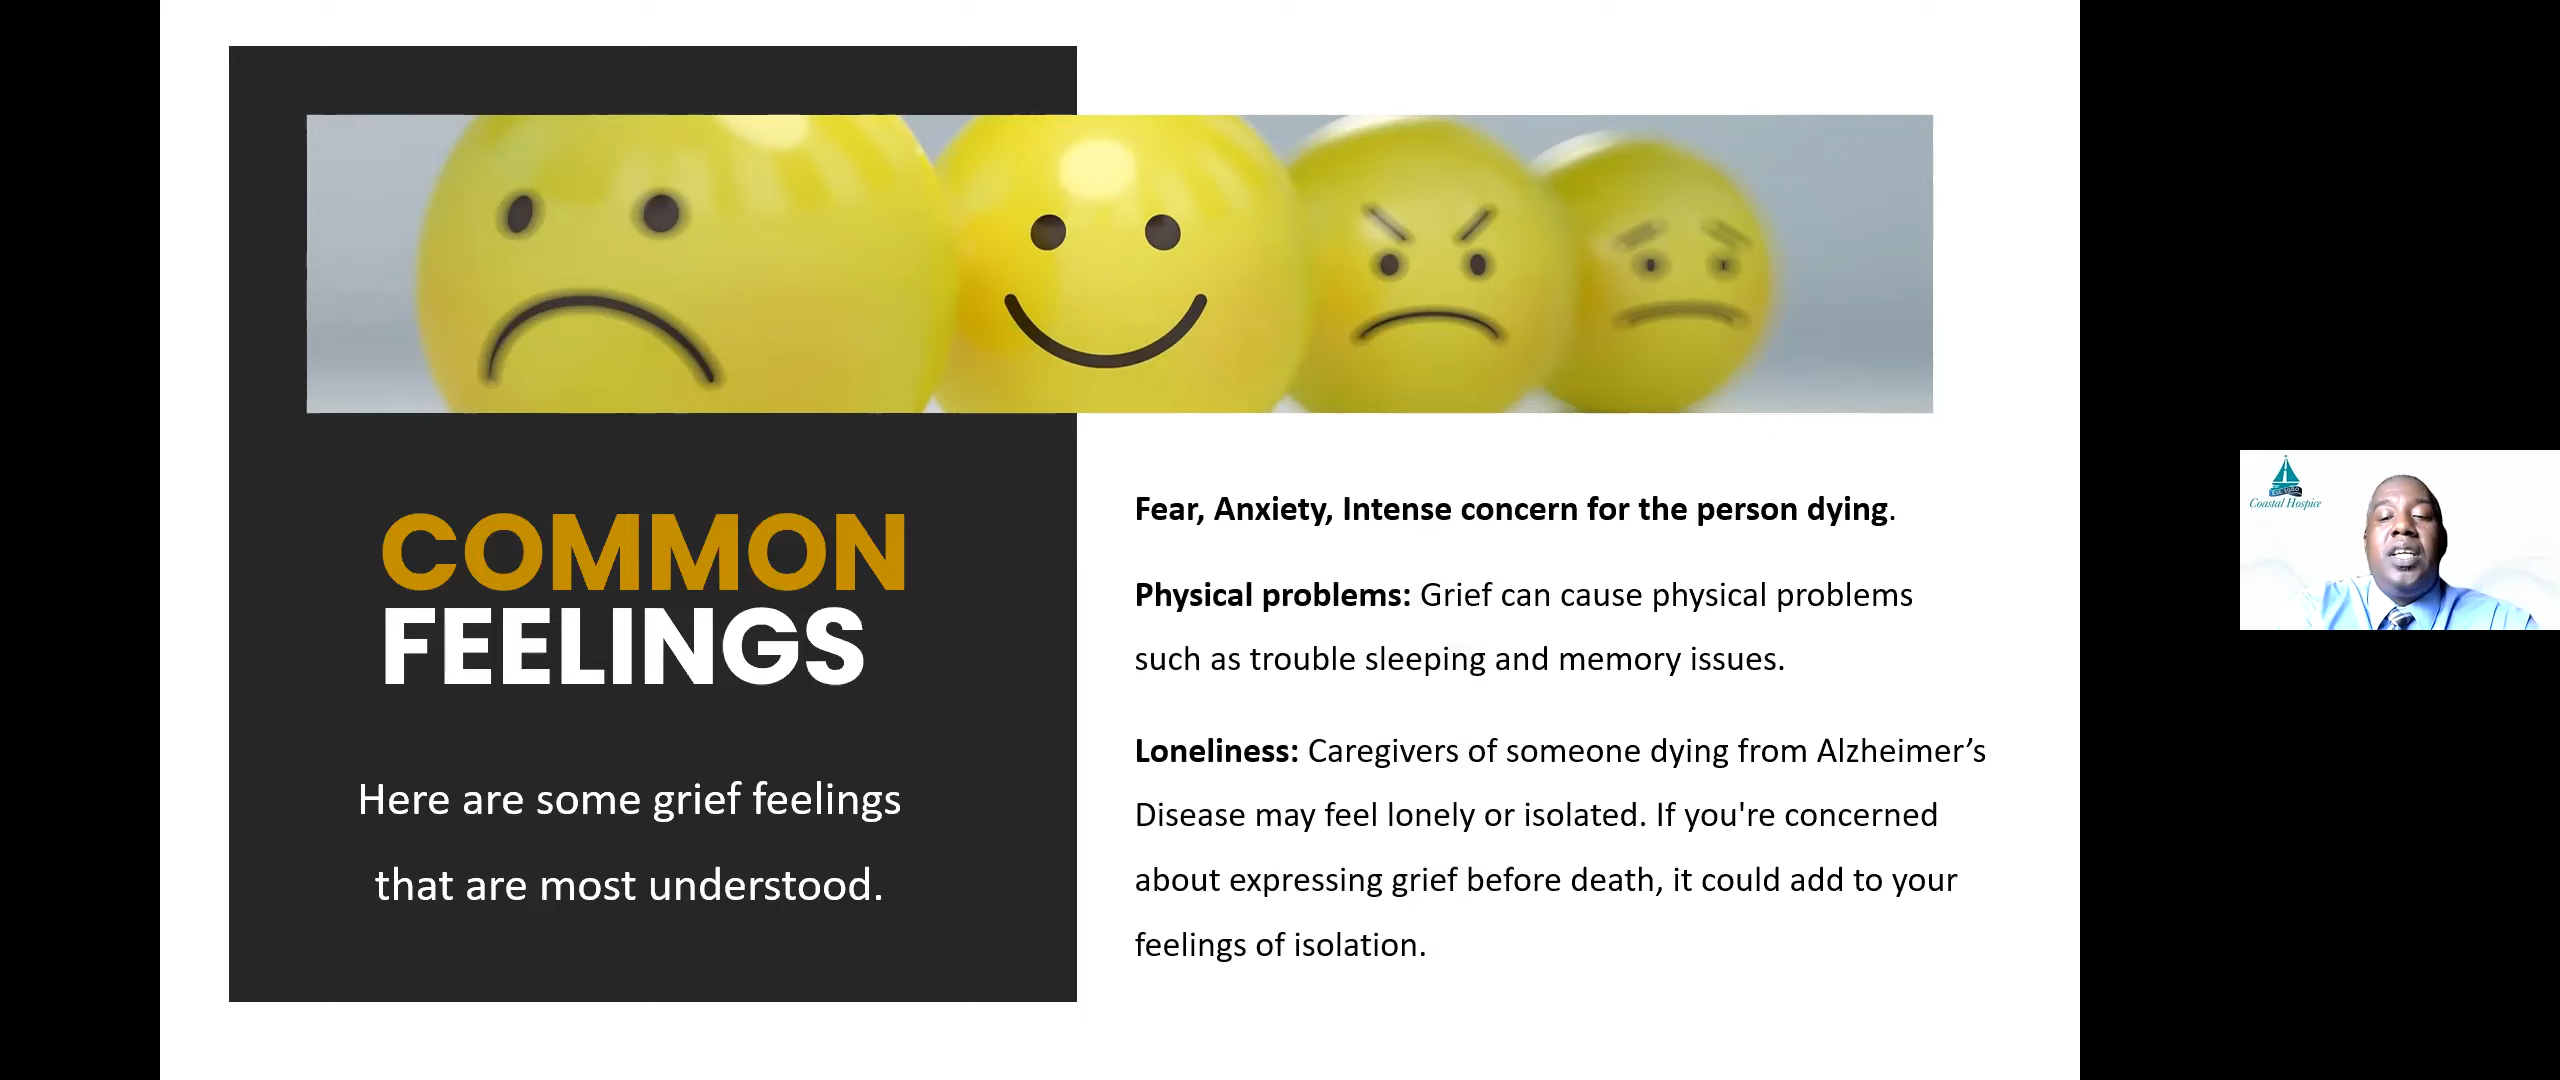 COMMON
FEELINGS
Here are some grief feelings
that are most understood.
Fear, Anxiety, Intense concern for the person dying.
Physical problems: Grief can cause physical problems
such as trouble sleeping and memory issues.
Loneliness: Caregivers of someone dying from Alzheimer’s
Disease may feel lonely or isolated. If you're concerned
about expressing grief before death, it could add to your
feelings of isolation.
Est 1980
Coastal Hospice